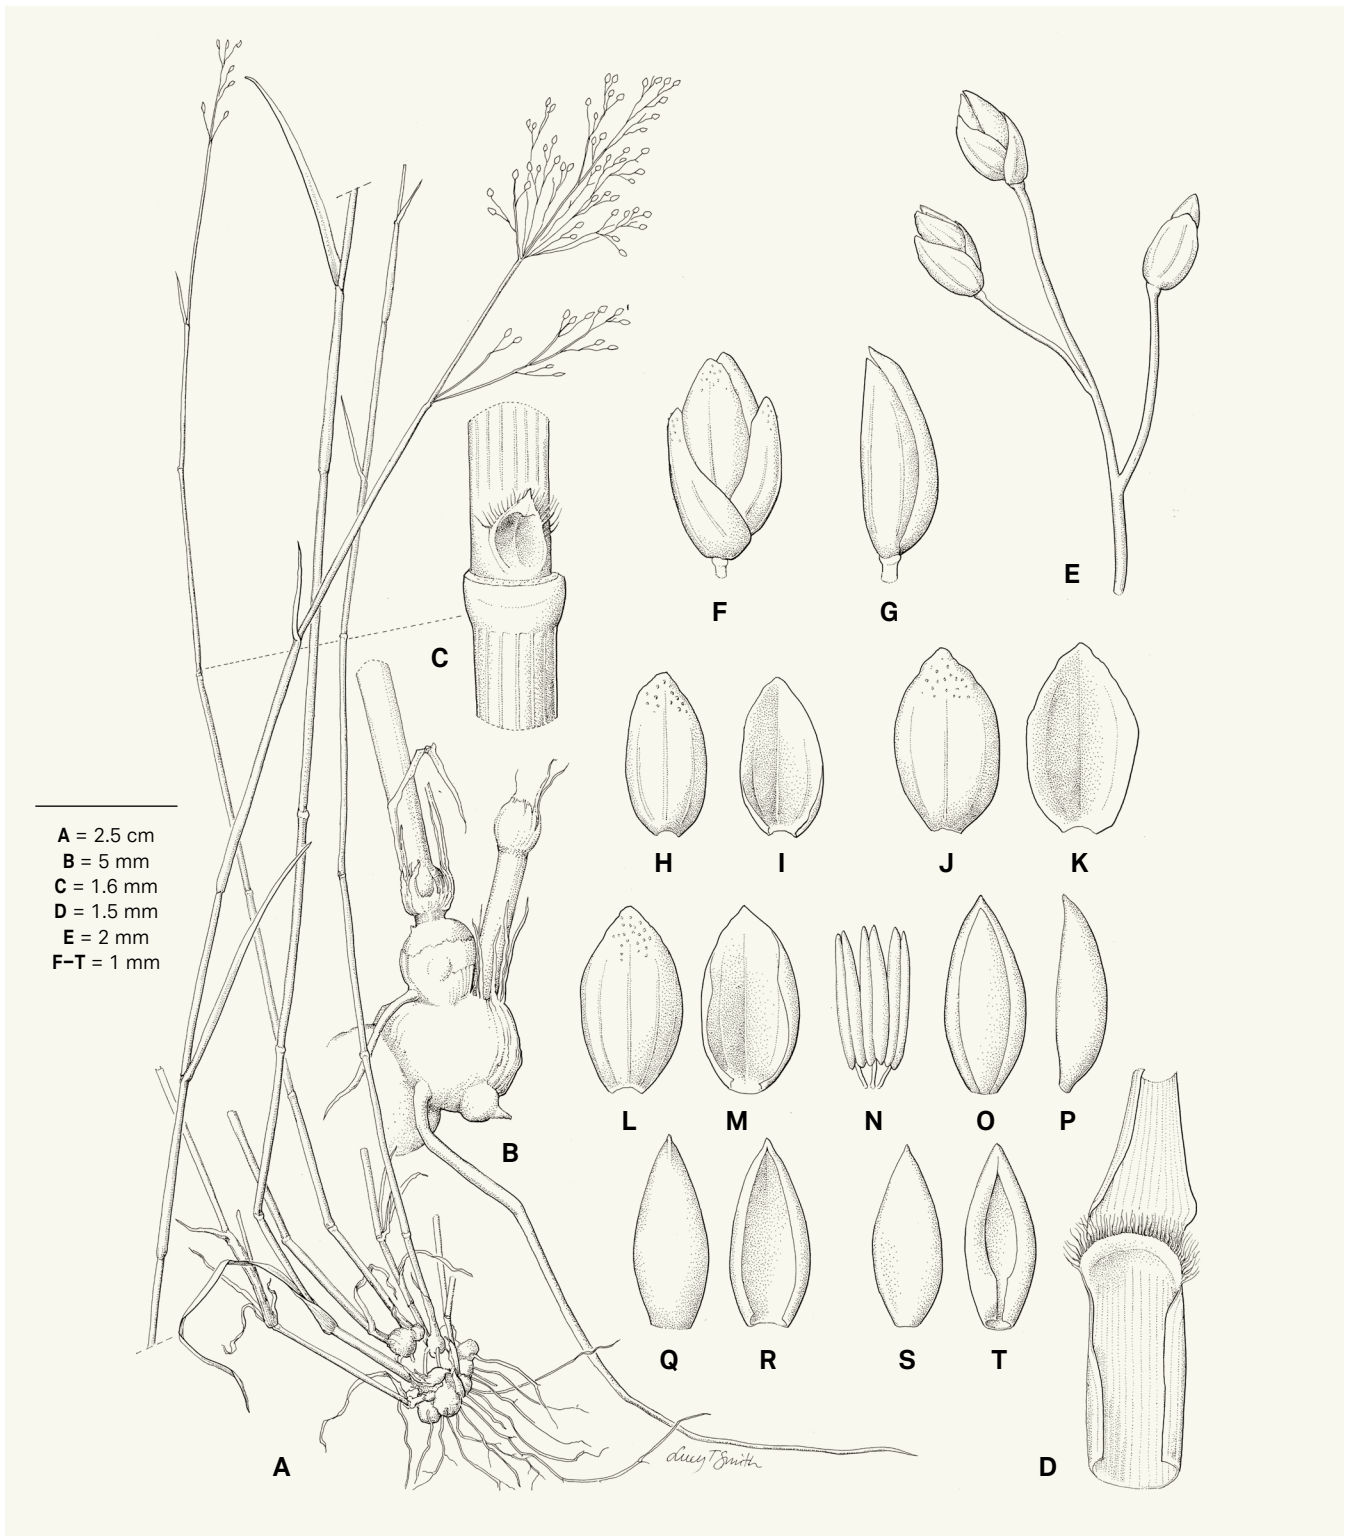 E
F G
C
A = 2.5 cm
B = 5 mm
C = 1.6 mm
D = 1.5 mm
E = 2 mm
F–T = 1 mm
H I J K
L M N O P
B
Q R S T
Lucy T Smith
A D